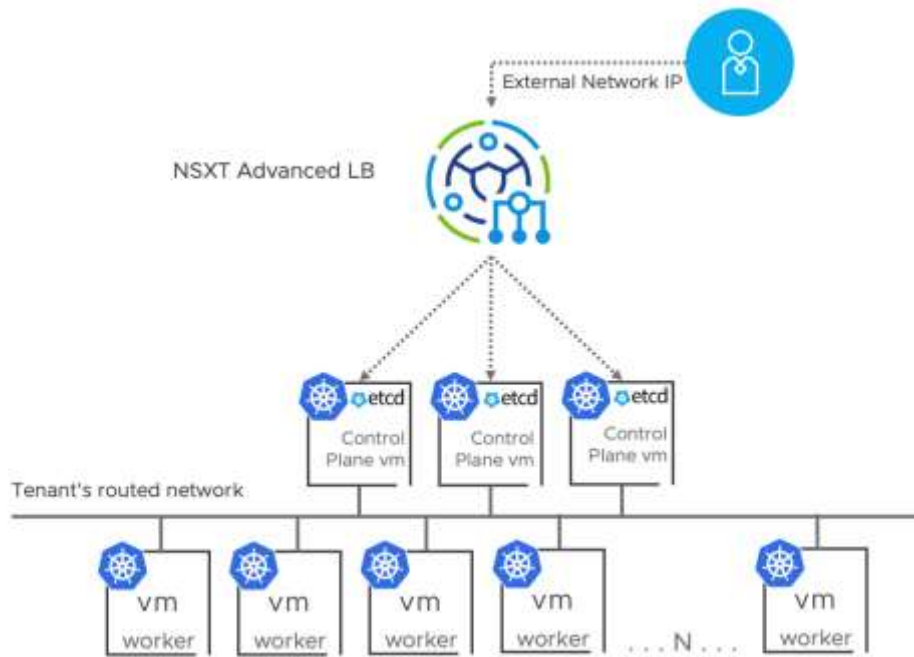 External Network IP
NSXT Advanced LB
etcd
Control
Plane vm
etcd
Control
Plane vm
etcd
Control
Plane vm
Tenant's routed network
vm
worker
vm
worker
vm
worker
vm
worker
. . . N . . .
vm
worker